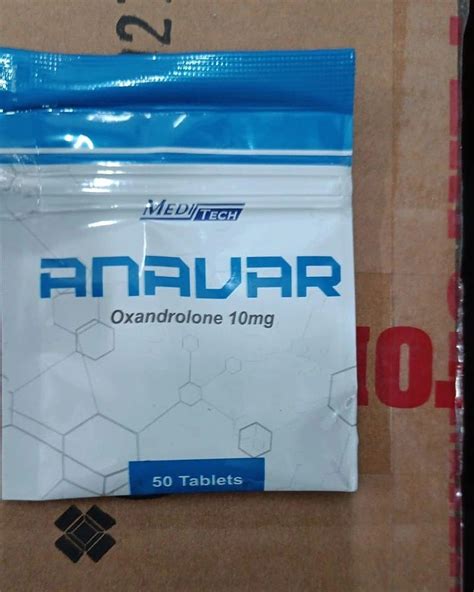 MEDITECH
ANAVAR
Oxandrolone 10mg
50 Tablets